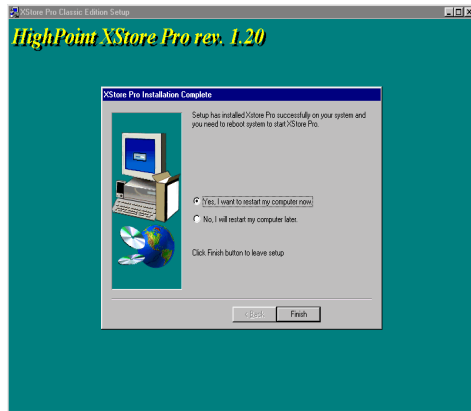 XStore Pro Classic Edition Setup
HighPoint XStore Pro rev. 1.20
XStore Pro Installation Complete
Setup has installed Xstore Pro successfully on your system and
you need to reboot system to start XStore Pro.
Yes, I want to restart my computer now.
No, I will restart my computer later.
Click Finish button to leave setup
< Back
Finish